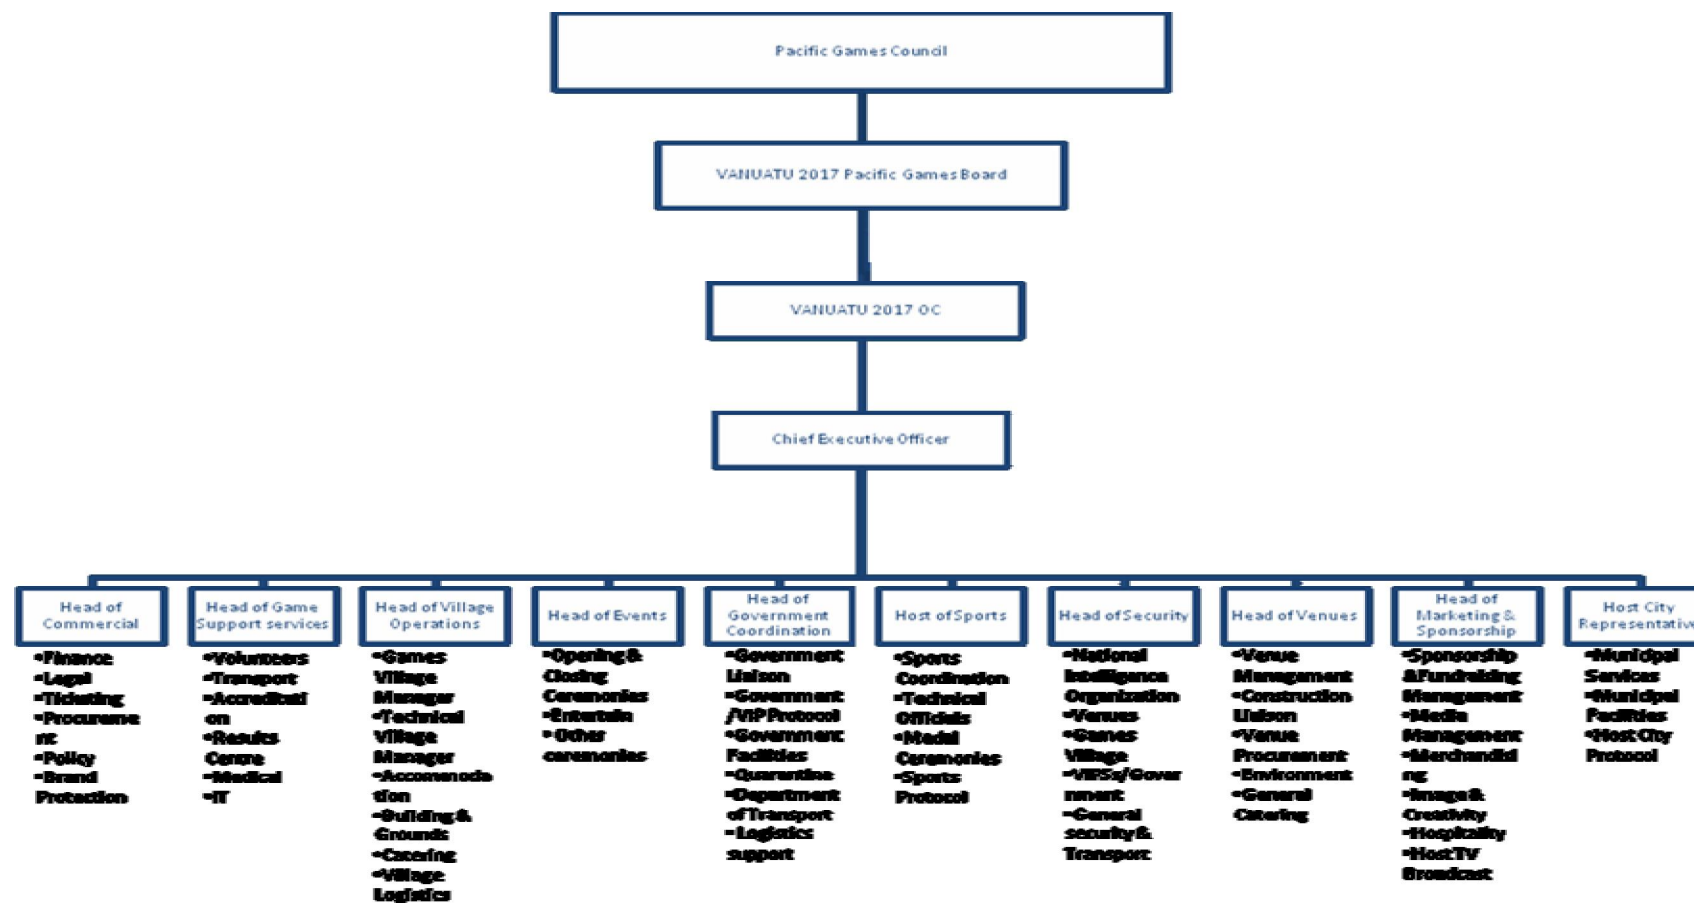 Pacific Games Council
VANUATU 2017 Pacific Games Board
VANUATU 2017 OC
Chief Executive Officer
Head of
Commercial
•Finance
•Legal
•Ticketing
•Procureme
nt
•Policy
•Brand
Protection
Head of Game
Support services
•Volunteers
•Transport
•Accreditati
on
•Results
Centre
•Medical
•IT
Head of Village
Operations
•Games
Village
Manager
•Technical
Village
Manager
•Accommoda
tion
•Building &
Grounds
•Catering
•Village
Logistics
Head of Events
•Opening &
Closing
Ceremonies
•Entertain
• Other
ceremonies
Head of
Government
Coordination
•Government
Liaison
•Government
/VIP Protocol
•Government
Facilities
•Quarantine
•Department
of Transport
• Logistics
support
Host of Sports
•Sports
Coordination
•Technical
Officials
•Medal
Ceremonies
•Sports
Protocol
Head of Security
•National
Intelligence
Organization
•Venues
•Games
Village
•VIPSs/Gover
nment
•General
security &
Transport
Head of Venues
•Venue
Management
•Construction
Liaison
•Venue
Procurement
•Environment
•General
Catering
Head of
Marketing &
Sponsorship
•Sponsorship
&Fundraising
Management
•Media
Management
•Merchandisi
ng
•Image &
Creativity
•Hospitality
•Host TV
Broadcast
Host City
Representative
•Municipal
Services
•Municipal
Facilities
•Host City
Protocol